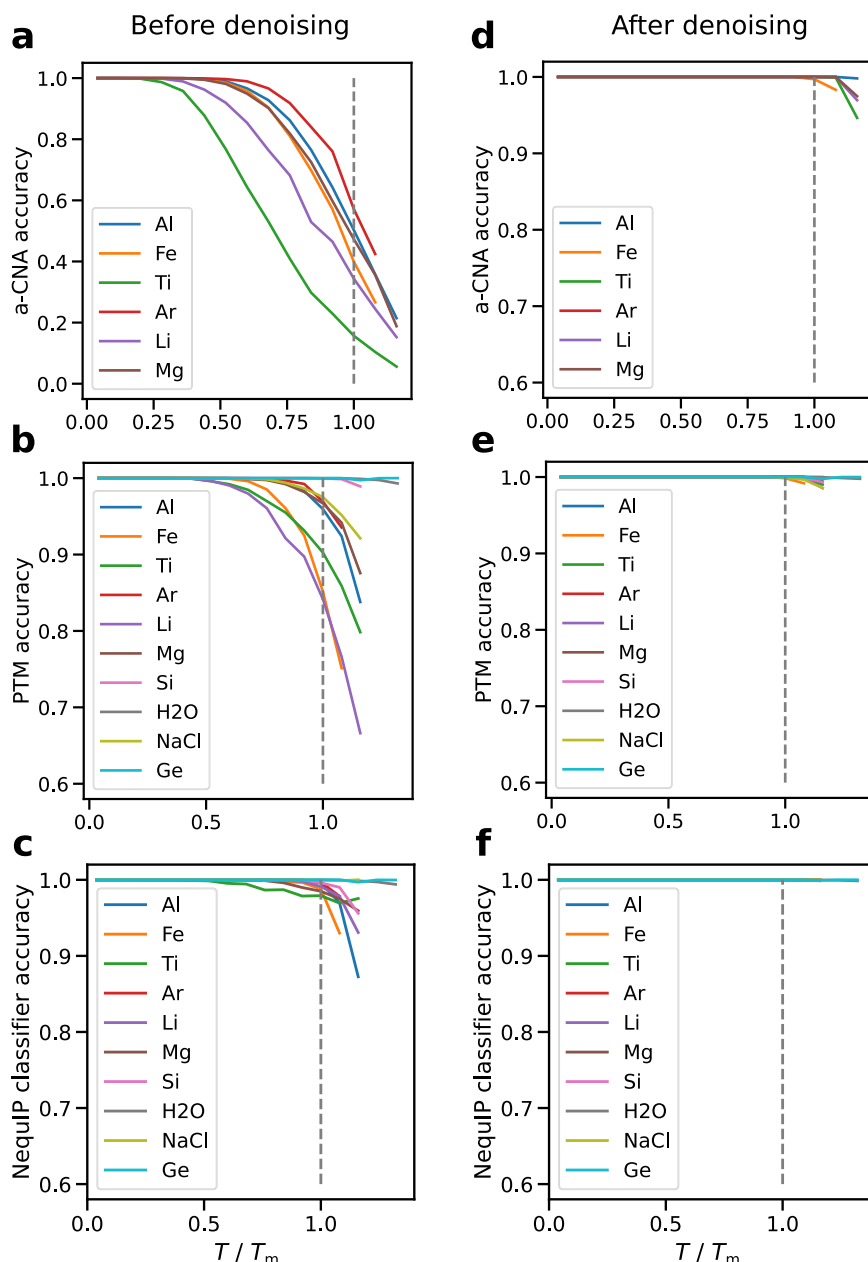 Before denoising
a
a-CNA accuracy
1.0
0.8
0.6
0.4
0.2
0.0
Al
Fe
Ti
Ar
Li
Mg
0.00
0.25
0.50
0.75
1.00
b
PTM accuracy
1.0
0.9
0.8
0.7
0.6
Al
Fe
Ti
Ar
Li
Mg
Si
H2O
NaCl
Ge
0.0
0.5
1.0
c
NequIP classifier accuracy
1.0
0.9
0.8
0.7
0.6
Al
Fe
Ti
Ar
Li
Mg
Si
H2O
NaCl
Ge
0.0
0.5
1.0
T / Tm
After denoising
d
a-CNA accuracy
1.0
0.9
0.8
0.7
0.6
Al
Fe
Ti
Ar
Li
Mg
0.00
0.25
0.50
0.75
1.00
e
PTM accuracy
1.0
0.9
0.8
0.7
0.6
Al
Fe
Ti
Ar
Li
Mg
Si
H2O
NaCl
Ge
0.0
0.5
1.0
f
NequIP classifier accuracy
1.0
0.9
0.8
0.7
0.6
Al
Fe
Ti
Ar
Li
Mg
Si
H2O
NaCl
Ge
0.0
0.5
1.0
T / Tm